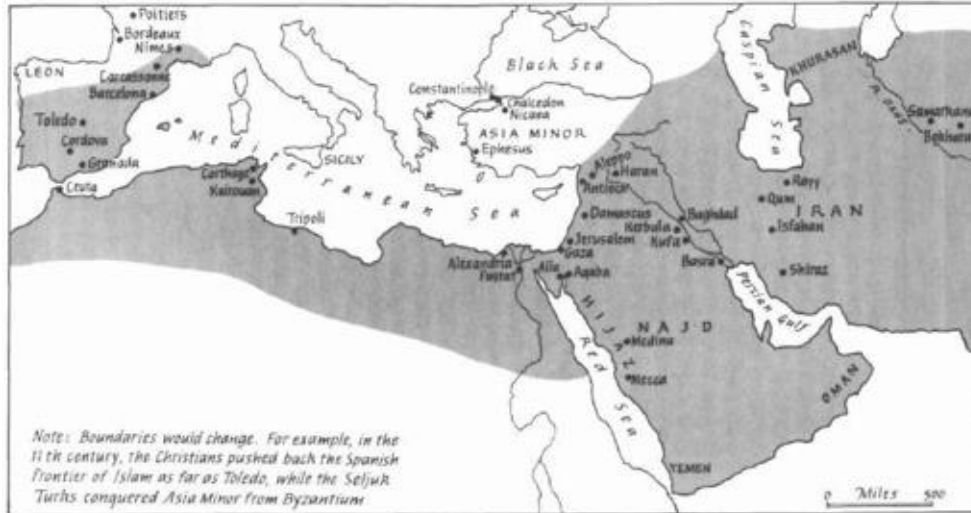 Poitiers
Bordeaux
Nimes
LEON
Carcassonne
Barcelona
Toledo
Cordova
Granada
Ceuta
Mediterranean Sea
Carthage
Kairouan
SICILY
Tripoli
Black Sea
Constantinople
Chalcedon
Nicaea
ASIA MINOR
Ephesus
Caspian Sea
KHURASAN
R. Oxus
Bokhara
Aleppo
Haran
Antioch
Rayy
Qum
IRAN
Isfahan
Shiraz
Damascus
Baghdad
Kerbula
Kufa
Basra
Jerusalem
Gaza
Alexandria
Fustat
Aila
Aqaba
Persian Gulf
HIJAZ
NAJD
Medina
Mecca
Red Sea
OMAN
YEMEN
Note: Boundaries would change. For example, in the
11th century, the Christians pushed back the Spanish
Frontier of Islam as far as Toledo, while the Seljuk
Turks conquered Asia Minor from Byzantium
0 Miles 500